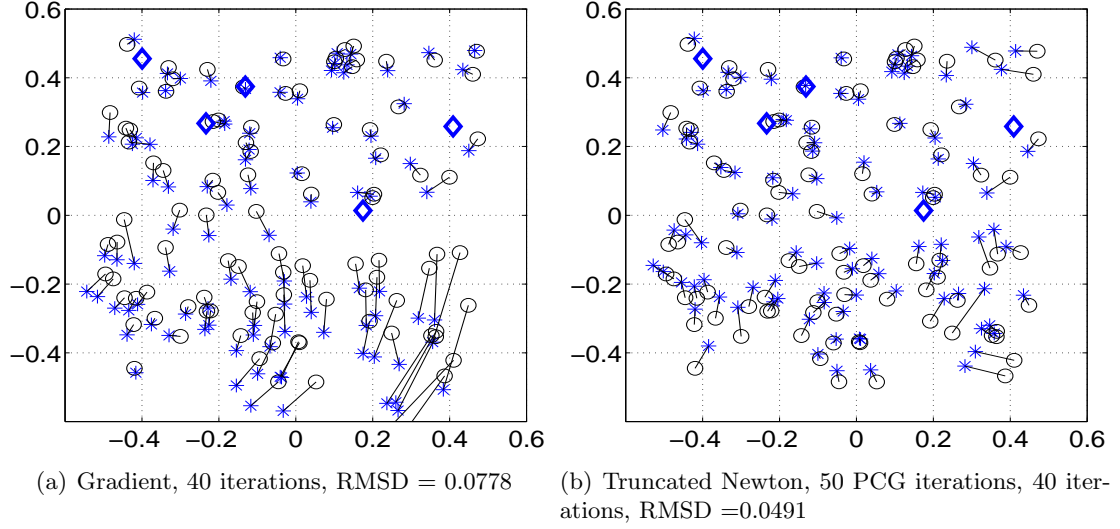 0.6
0.4
0.2
0
−0.2
−0.4
−0.4 −0.2 0 0.2 0.4 0.6
(a) Gradient, 40 iterations, RMSD = 0.0778
0.6
0.4
0.2
0
−0.2
−0.4
−0.4 −0.2 0 0.2 0.4 0.6
(b) Truncated Newton, 50 PCG iterations, 40 iter-
ations, RMSD =0.0491